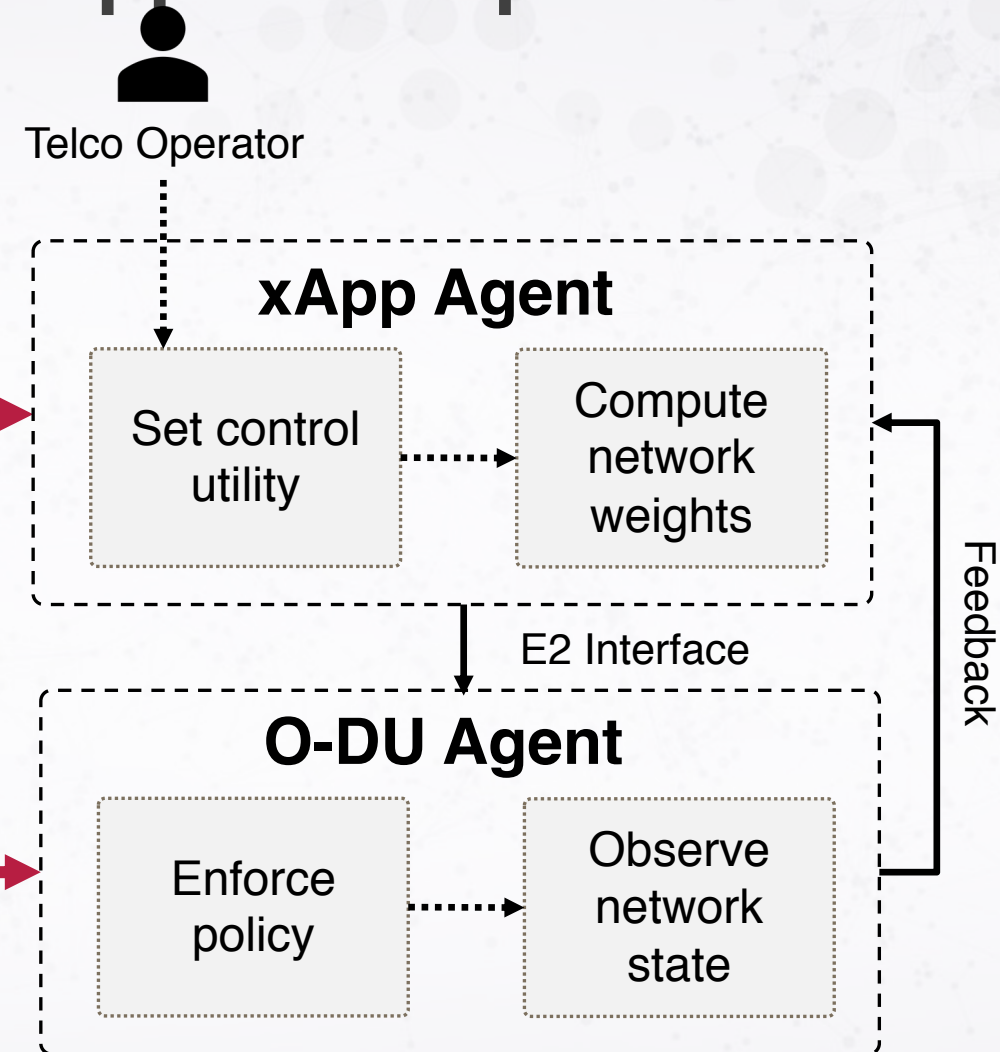 Telco Operator
xApp Agent
Set control
utility
Compute
network
weights
E2 Interface
Feedback
O-DU Agent
Enforce
policy
Observe
network
state